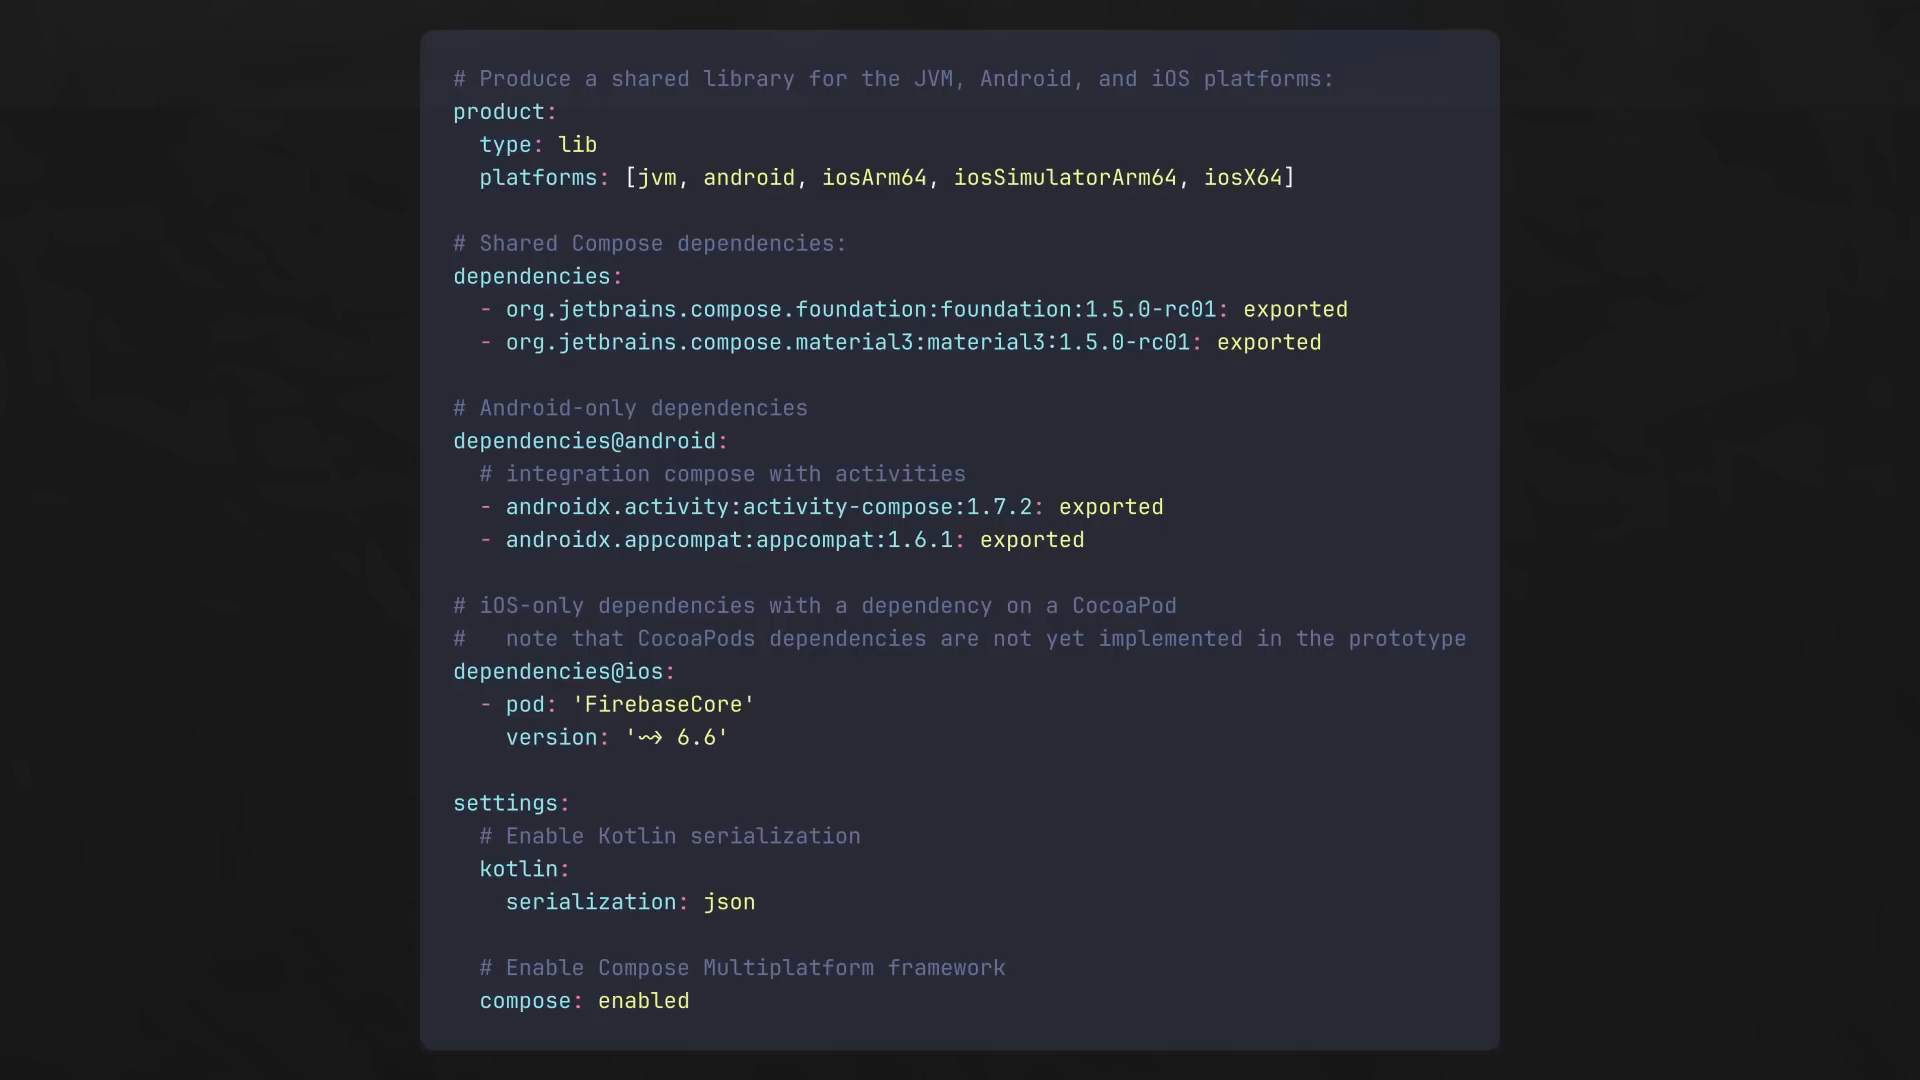 # Produce a shared library for the JVM, Android, and iOS platforms:
product:
  type: lib
  platforms: [jvm, android, iosArm64, iosSimulatorArm64, iosX64]

# Shared Compose dependencies:
dependencies:
  - org.jetbrains.compose.foundation:foundation:1.5.0-rc01: exported
  - org.jetbrains.compose.material3:material3:1.5.0-rc01: exported

# Android-only dependencies
dependencies@android:
  # integration compose with activities
  - androidx.activity:activity-compose:1.7.2: exported
  - androidx.appcompat:appcompat:1.6.1: exported

# iOS-only dependencies with a dependency on a CocoaPod
#   note that CocoaPods dependencies are not yet implemented in the prototype
dependencies@ios:
  - pod: 'FirebaseCore'
    version: '~> 6.6'

settings:
  # Enable Kotlin serialization
  kotlin:
    serialization: json

  # Enable Compose Multiplatform framework
  compose: enabled